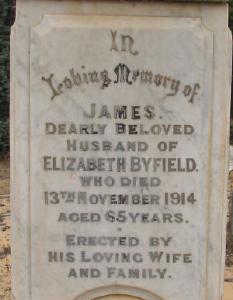 In
Loving Memory of
JAMES.
DEARLY BELOVED
HUSBAND OF
ELIZABETH BYFIELD.
WHO DIED
13TH NOVEMBER 1914
AGED 65 YEARS.
ERECTED BY
HIS LOVING WIFE
AND FAMILY.